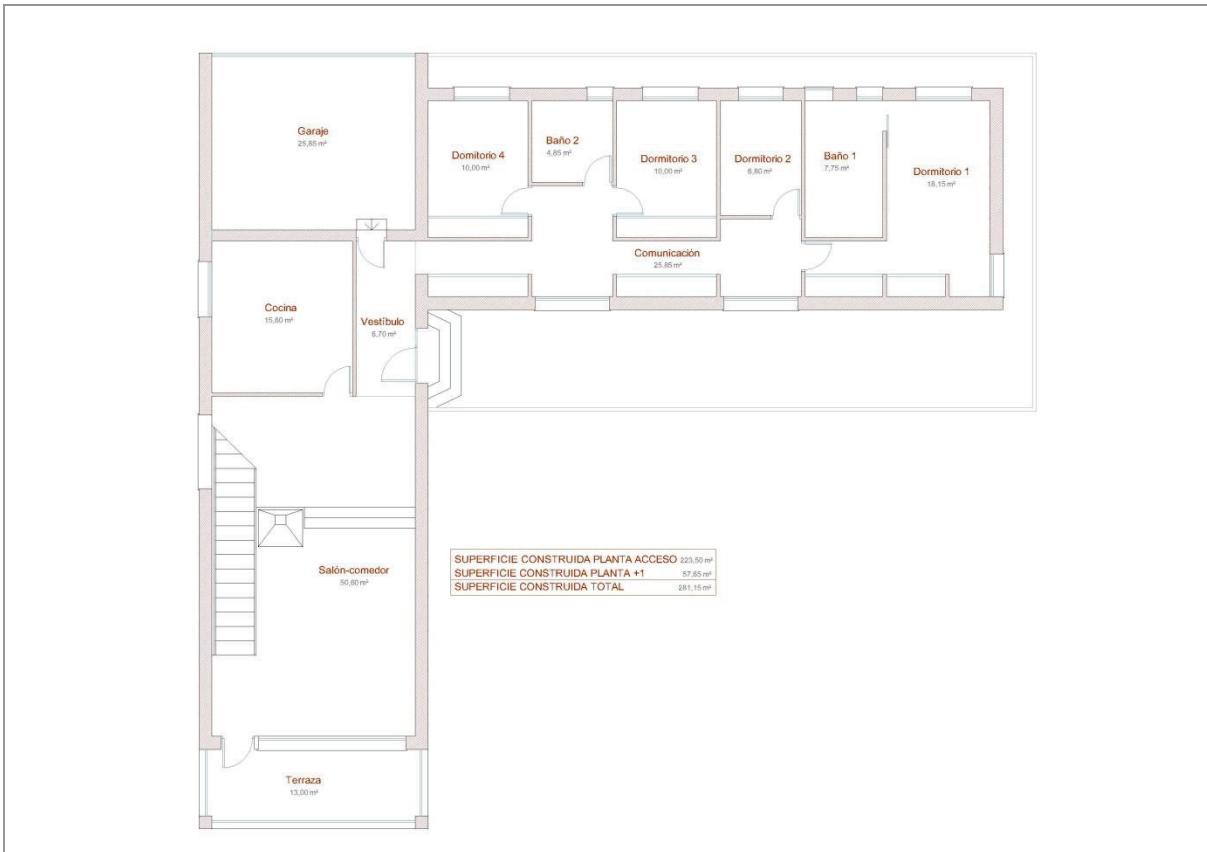 Garaje
25,85 m²
Domitorio 4
10,00 m²
Baño 2
4,85 m²
Dormitorio 3
10,00 m²
Dormitorio 2
6,80 m²
Baño 1
7,75 m²
Dormitorio 1
18,15 m²
Comunicación
25,85 m²
Cocina
15,60 m²
Vestíbulo
6,70 m²
Salón-comedor
50,60 m²
SUPERFICIE CONSTRUIDA PLANTA ACCESO 223,50 m²
SUPERFICIE CONSTRUIDA PLANTA +1 57,65 m²
SUPERFICIE CONSTRUIDA TOTAL 281,15 m²
Terraza
13,00 m²